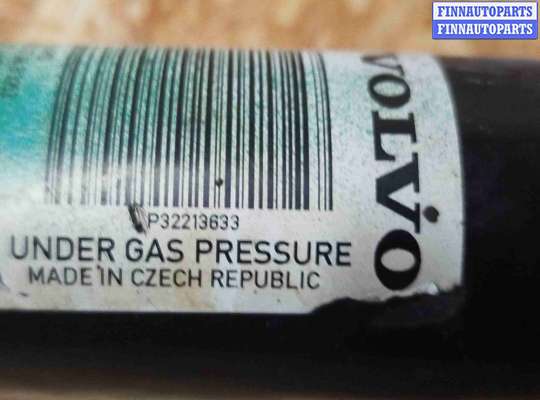 FINNAUTOPARTS
FINNAUTOPARTS
VOLVO
P32213633
UNDER GAS PRESSURE
MADE IN CZECH REPUBLIC